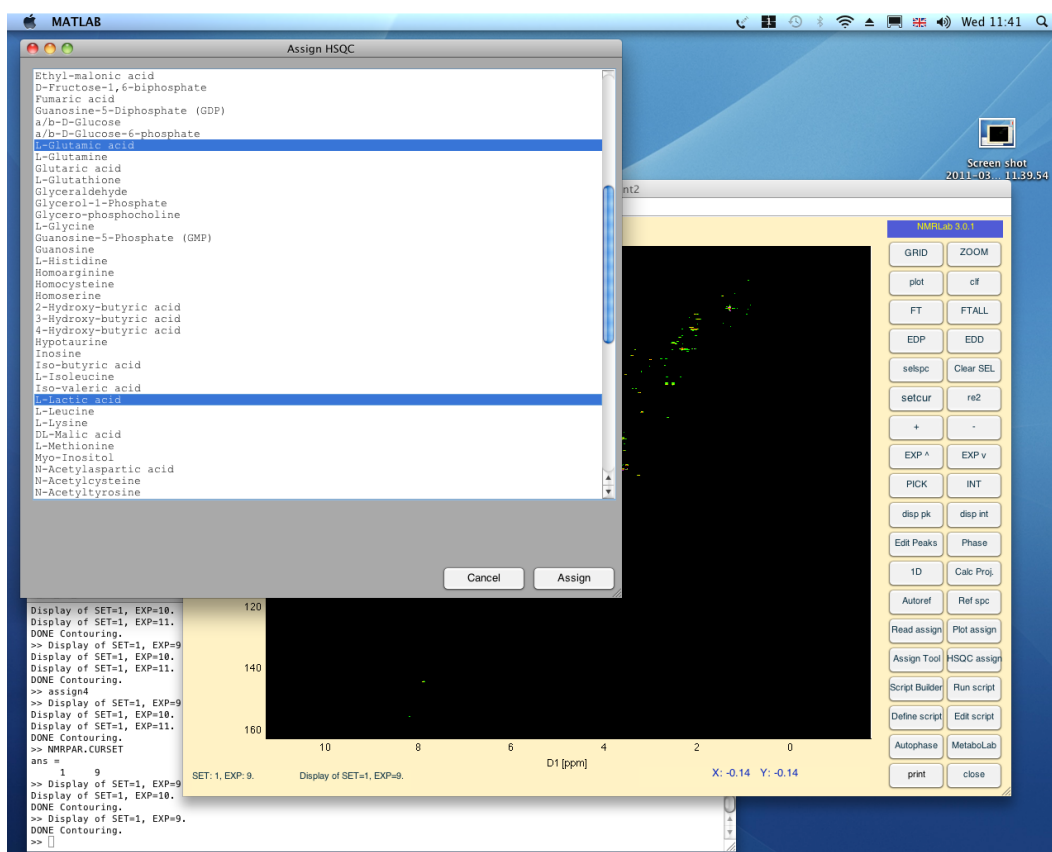 MATLAB
Wed 11:41
Assign HSQC
Ethyl-malonic acid
D-Fructose-1,6-biphosphate
Fumaric acid
Guanosine-5-Diphosphate (GDP)
a/b-D-Glucose
a/b-D-Glucose-6-phosphate
L-Glutamic acid
L-Glutamine
Glutaric acid
L-Glutathione
Glyceraldehyde
Glycerol-1-Phosphate
Glycero-phosphocholine
L-Glycine
Guanosine-5-Phosphate (GMP)
Guanosine
L-Histidine
Homoarginine
Homocysteine
Homoserine
2-Hydroxy-butyric acid
3-Hydroxy-butyric acid
4-Hydroxy-butyric acid
Hypotaurine
Inosine
Iso-butyric acid
L-Isoleucine
Iso-valeric acid
L-Lactic acid
L-Leucine
L-Lysine
DL-Malic acid
L-Methionine
Myo-Inositol
N-Acetylaspartic acid
N-Acetylcysteine
N-Acetyltyrosine
Cancel Assign
Screen shot
2011-03... 11.39.54
nt2
NMRLab 3.0.1
GRID ZOOM
plot clf
FT FTALL
EDP EDD
selspc Clear SEL
setcur re2
+ -
EXP ^ EXP v
PICK INT
disp pk disp int
Edit Peaks Phase
1D Calc Proj.
Autoref Ref spc
Read assign Plot assign
Assign Tool HSQC assign
Script Builder Run script
Define script Edit script
Autophase MetaboLab
print close
120
140
160
10 8 6 4 2 0
D1 [ppm]
SET: 1, EXP: 9. Display of SET=1, EXP=9. X: -0.14 Y: -0.14
Display of SET=1, EXP=10.
Display of SET=1, EXP=11.
DONE Contouring.
>> Display of SET=1, EXP=9
Display of SET=1, EXP=10.
Display of SET=1, EXP=11.
DONE Contouring.
>> assign4
>> Display of SET=1, EXP=9
Display of SET=1, EXP=10.
Display of SET=1, EXP=11.
DONE Contouring.
>> NMRPAR.CURSET
ans =
1 9
>> Display of SET=1, EXP=9
Display of SET=1, EXP=10.
DONE Contouring.
>> Display of SET=1, EXP=9.
DONE Contouring.
>>